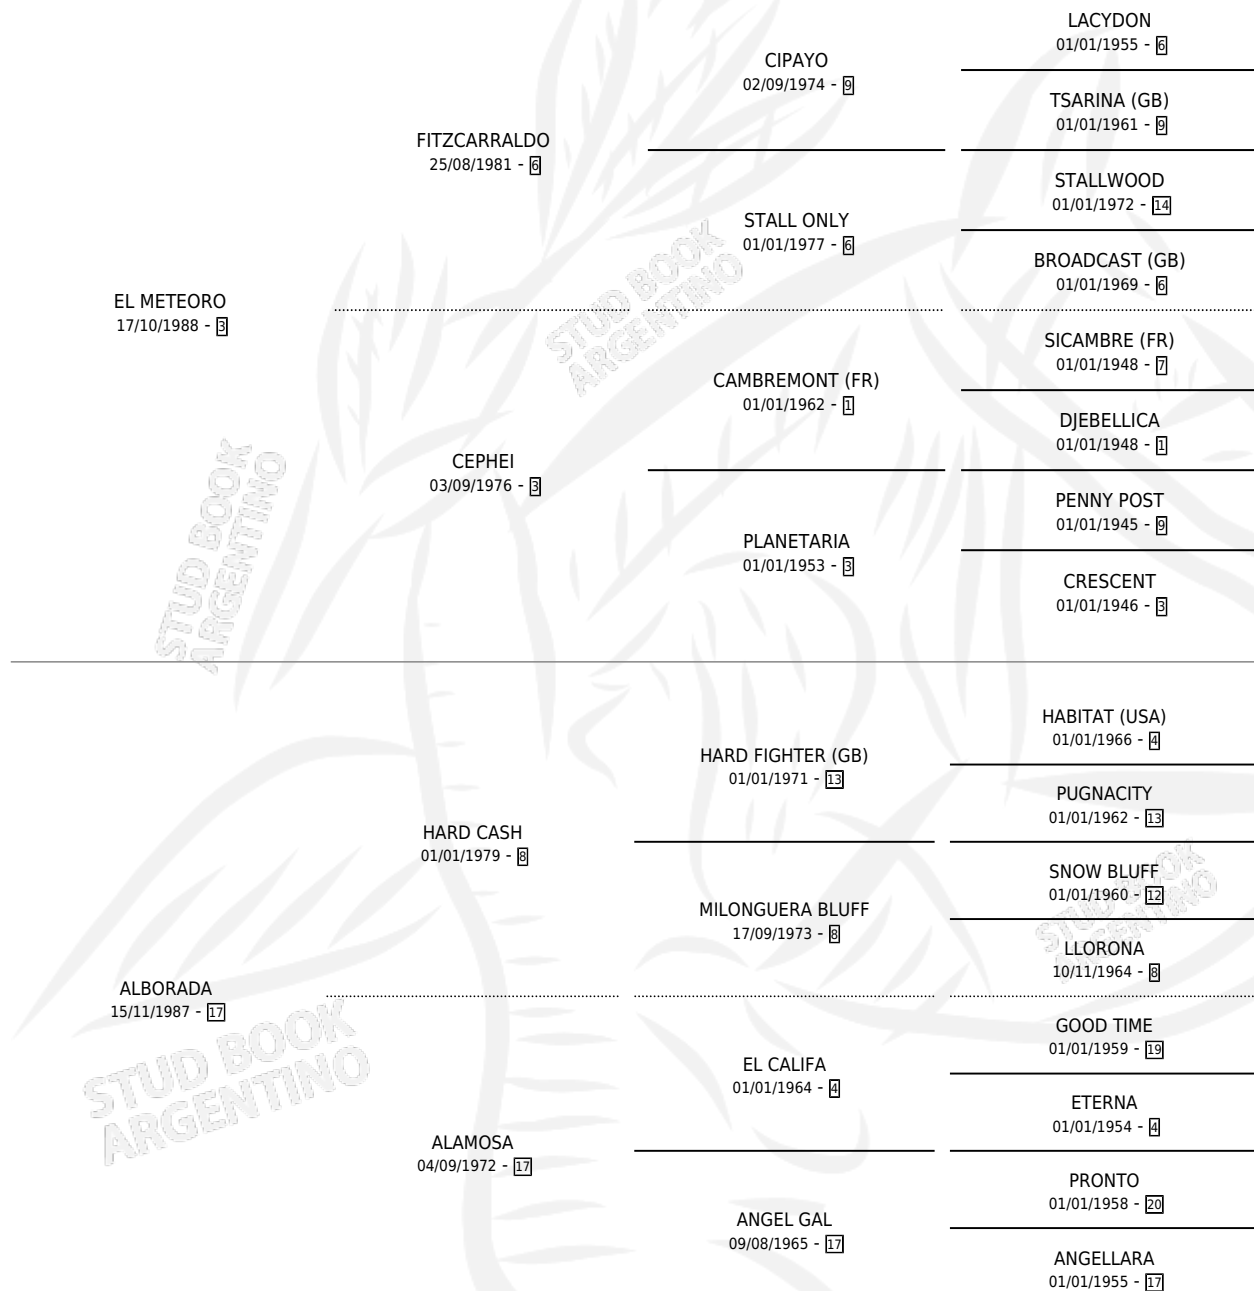 LACYDON
01/01/1955 - 6
CIPAYO
02/09/1974 - 9
TSARINA (GB)
01/01/1961 - 9
FITZCARRALDO
25/08/1981 - 6
STALLWOOD
01/01/1972 - 14
STALL ONLY
01/01/1977 - 6
BROADCAST (GB)
01/01/1969 - 6
EL METEORO
17/10/1988 - 3
STUD BOOK
ARGENTINO
SICAMBRE (FR)
01/01/1948 - 7
CAMBREMONT (FR)
01/01/1962 - 1
DJEBELLICA
01/01/1948 - 1
CEPHEI
03/09/1976 - 3
PENNY POST
01/01/1945 - 9
PLANETARIA
01/01/1953 - 3
CRESCENT
01/01/1946 - 3
STUD BOOK
ARGENTINO
HABITAT (USA)
01/01/1966 - 4
HARD FIGHTER (GB)
01/01/1971 - 13
PUGNACITY
01/01/1962 - 13
HARD CASH
01/01/1979 - 8
SNOW BLUFF
01/01/1960 - 12
MILONGUERA BLUFF
17/09/1973 - 8
STUD BOOK
ARGENTINO
LLORONA
10/11/1964 - 8
ALBORADA
15/11/1987 - 17
GOOD TIME
01/01/1959 - 19
EL CALIFA
01/01/1964 - 4
STUD BOOK
ARGENTINO
ETERNA
01/01/1954 - 4
ALAMOSA
04/09/1972 - 17
PRONTO
01/01/1958 - 20
ANGEL GAL
09/08/1965 - 17
ANGELLARA
01/01/1955 - 17